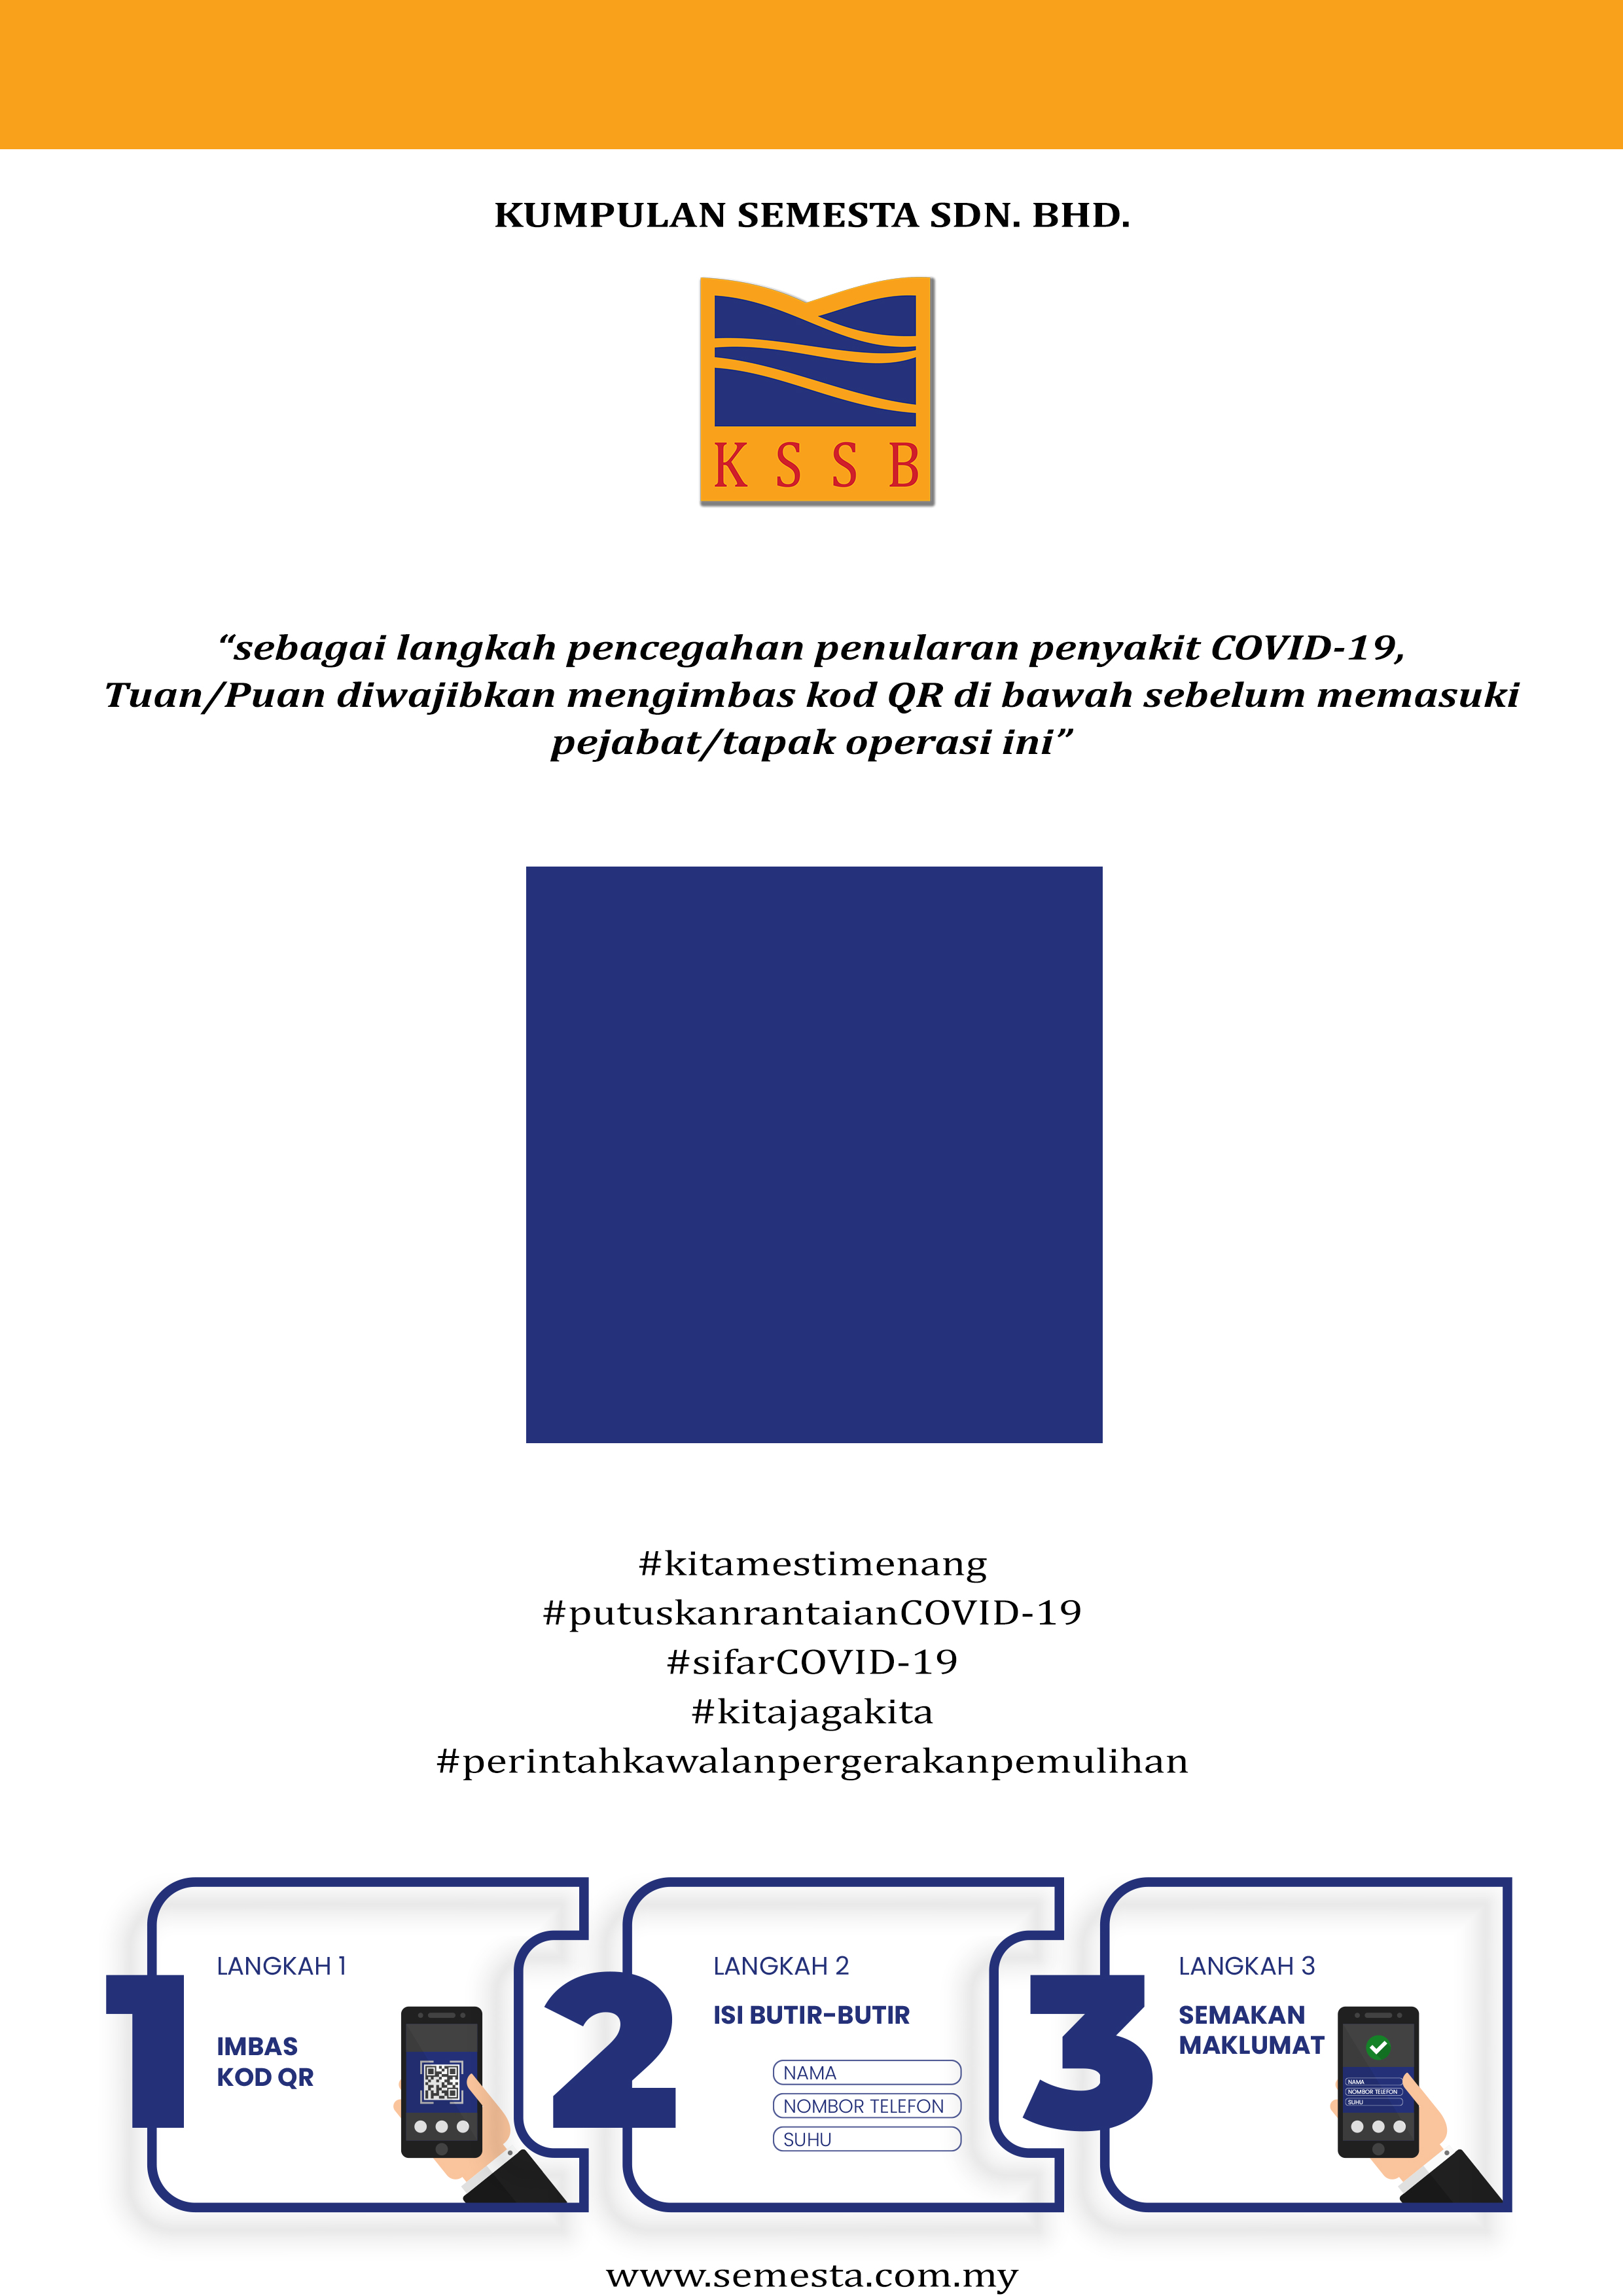 KUMPULAN SEMESTA SDN. BHD.
K S S B
“sebagai langkah pencegahan penularan penyakit COVID-19,
Tuan/Puan diwajibkan mengimbas kod QR di bawah sebelum memasuki
pejabat/tapak operasi ini”
#kitamestimenang
#putuskanrantaianCOVID-19
#sifarCOVID-19
#kitajagakita
#perintahkawalanpergerakanpemulihan
1
LANGKAH 1
IMBAS
KOD QR
2
LANGKAH 2
ISI BUTIR-BUTIR
NAMA
NOMBOR TELEFON
SUHU
3
LANGKAH 3
SEMAKAN
MAKLUMAT
NAMA
NOMBOR TELEFON
SUHU
www.semesta.com.my